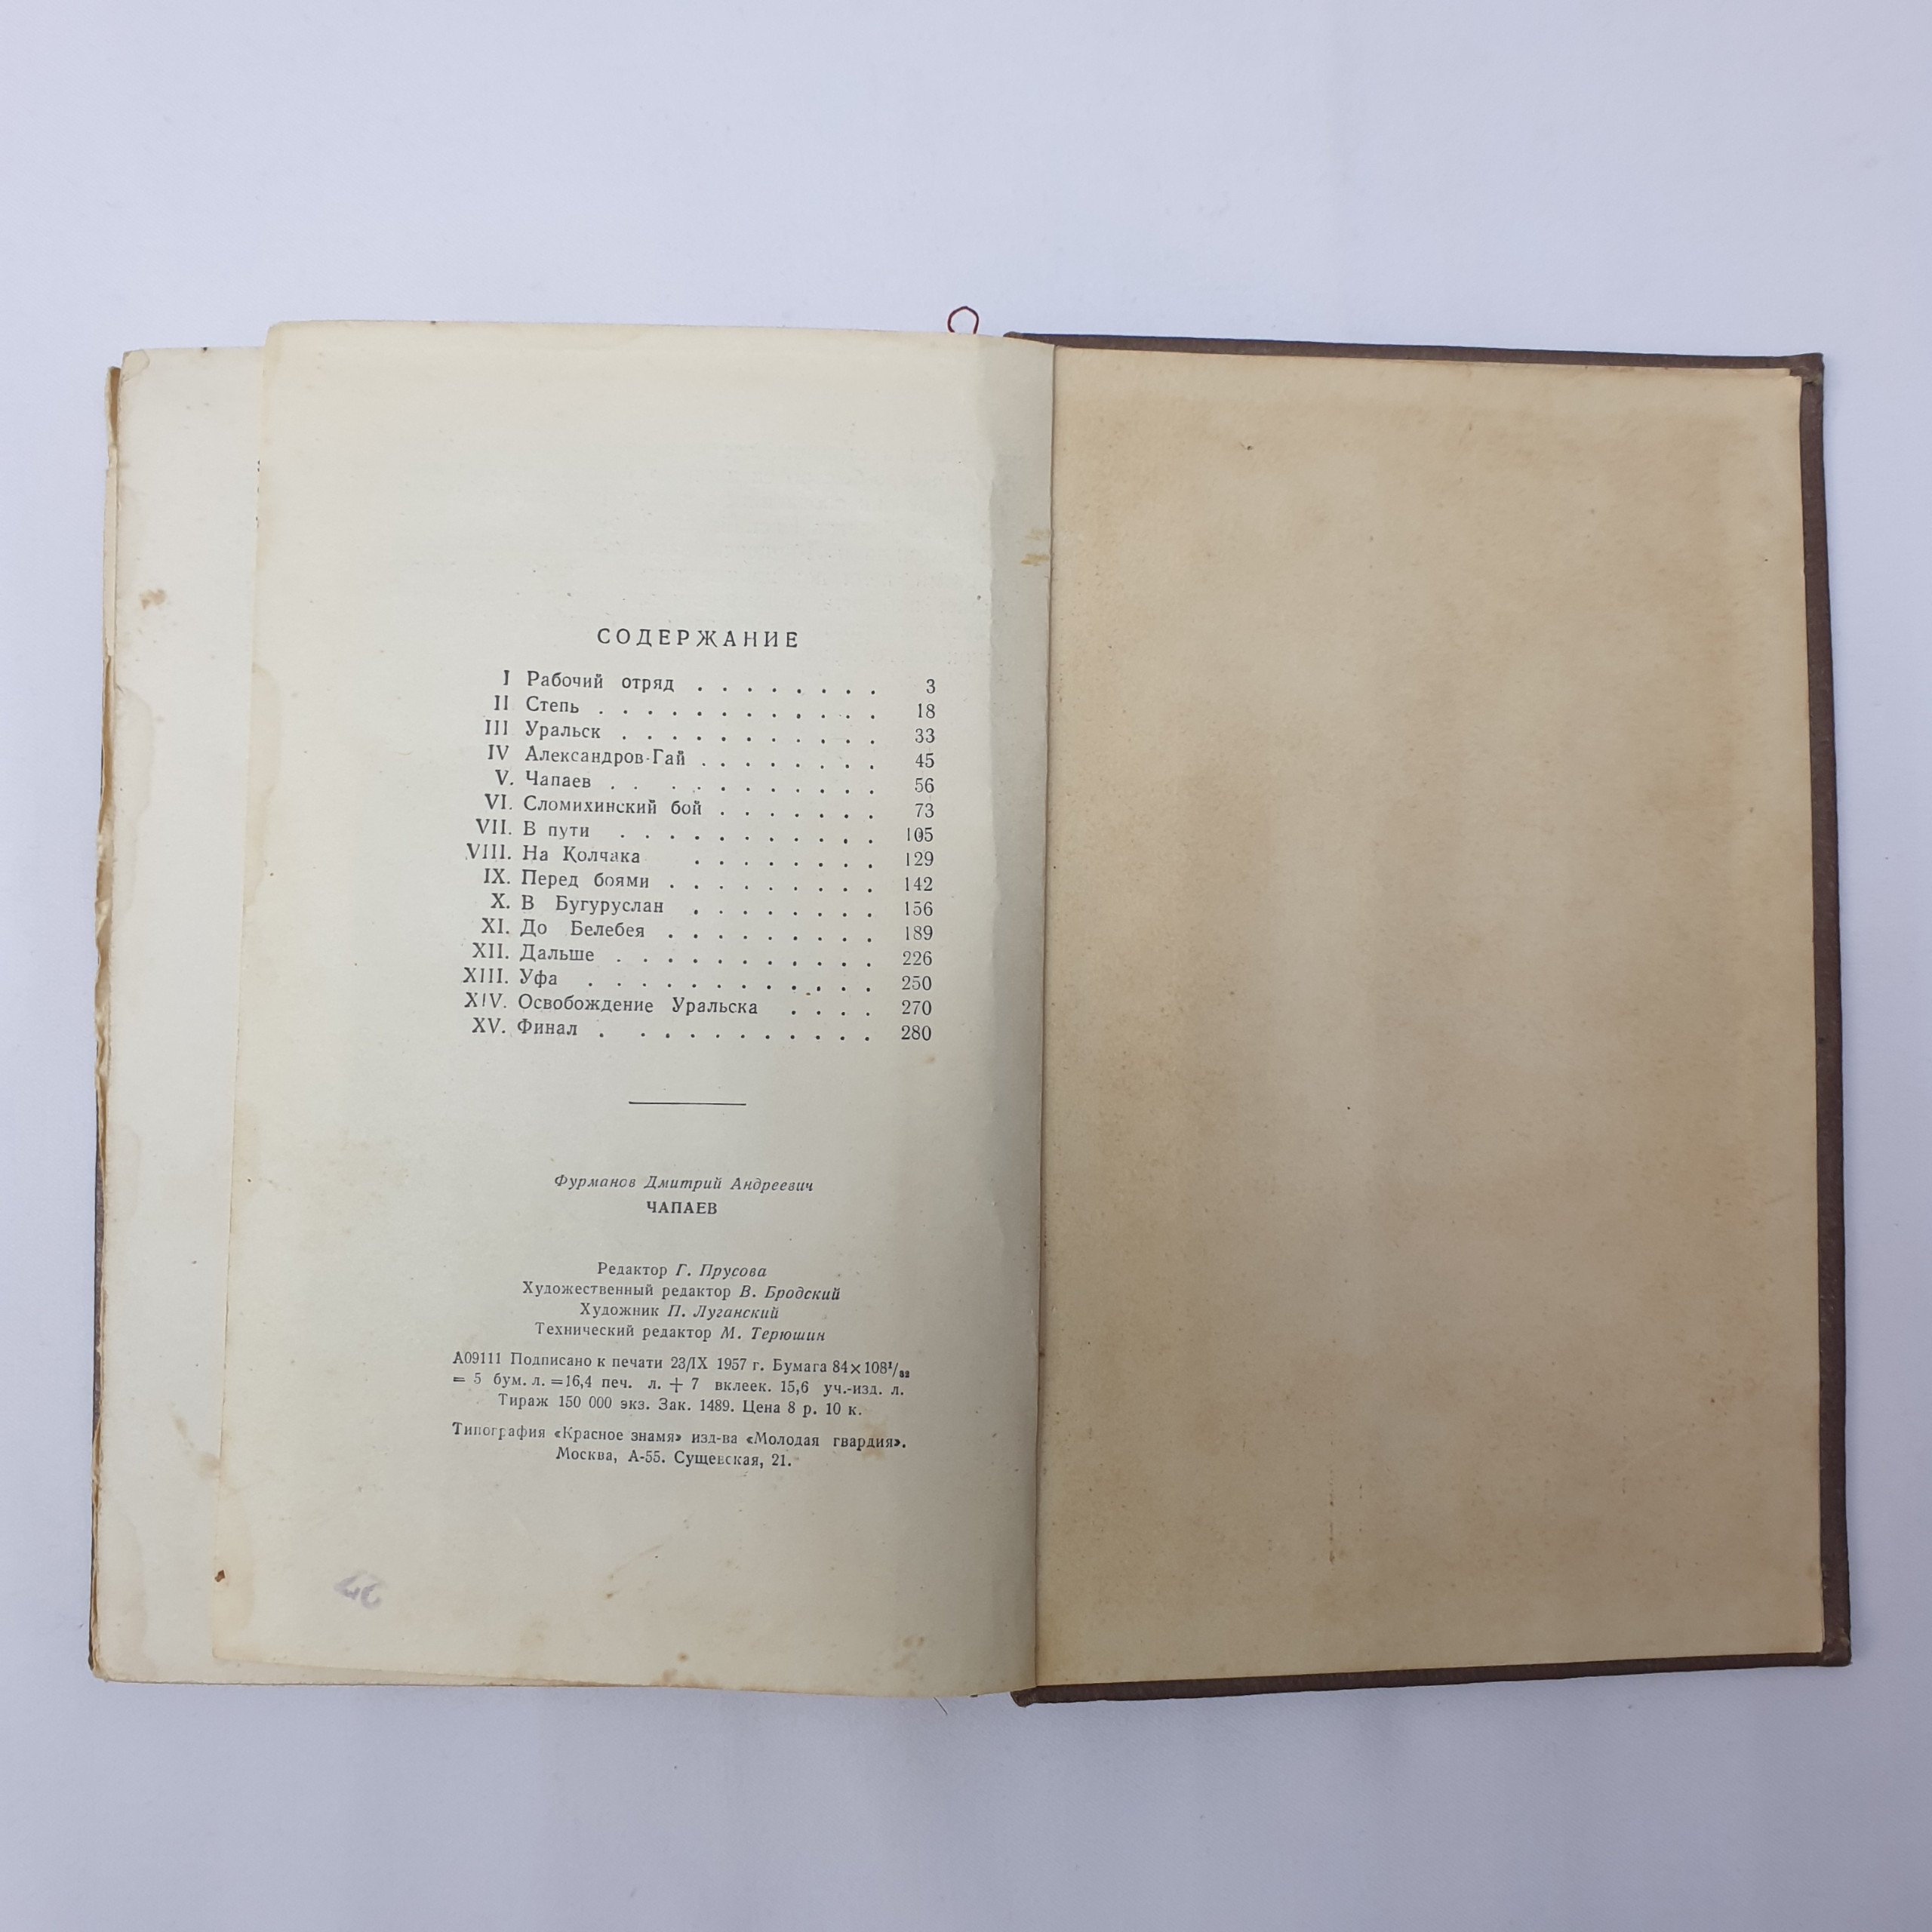 СОДЕРЖАНИЕ
I Рабочий отряд . . . . . . . . 3
II Степь . . . . . . . . . . . . 18
III Уральск . . . . . . . . . . . 33
IV Александров-Гай . . . . . . . . 45
V. Чапаев . . . . . . . . . . . 56
VI. Сломихинский бой . . . . . . . 73
VII. В пути . . . . . . . . . . . 105
VIII. На Колчака . . . . . . . . 129
IX. Перед боями . . . . . . . . . 142
X. В Бугуруслан . . . . . . . . 156
XI. До Белебея . . . . . . . . . 189
XII. Дальше . . . . . . . . . . . 226
XIII. Уфа . . . . . . . . . . . . 250
XIV. Освобождение Уральска . . . . 270
XV. Финал . . . . . . . . . . . 280
Фурманов Дмитрий Андреевич
ЧАПАЕВ
Редактор Г. Прусова
Художественный редактор В. Бродский
Художник П. Луганский
Технический редактор М. Терюшин
А09111 Подписано к печати 23/IX 1957 г. Бумага 84×108¹/₃₂
= 5 бум. л. =16,4 печ. л. + 7 вклеек. 15,6 уч.-изд. л.
Тираж 150 000 экз. Зак. 1489. Цена 8 р. 10 к.
Типография «Красное знамя» изд-ва «Молодая гвардия».
Москва, А-55. Сущевская, 21.